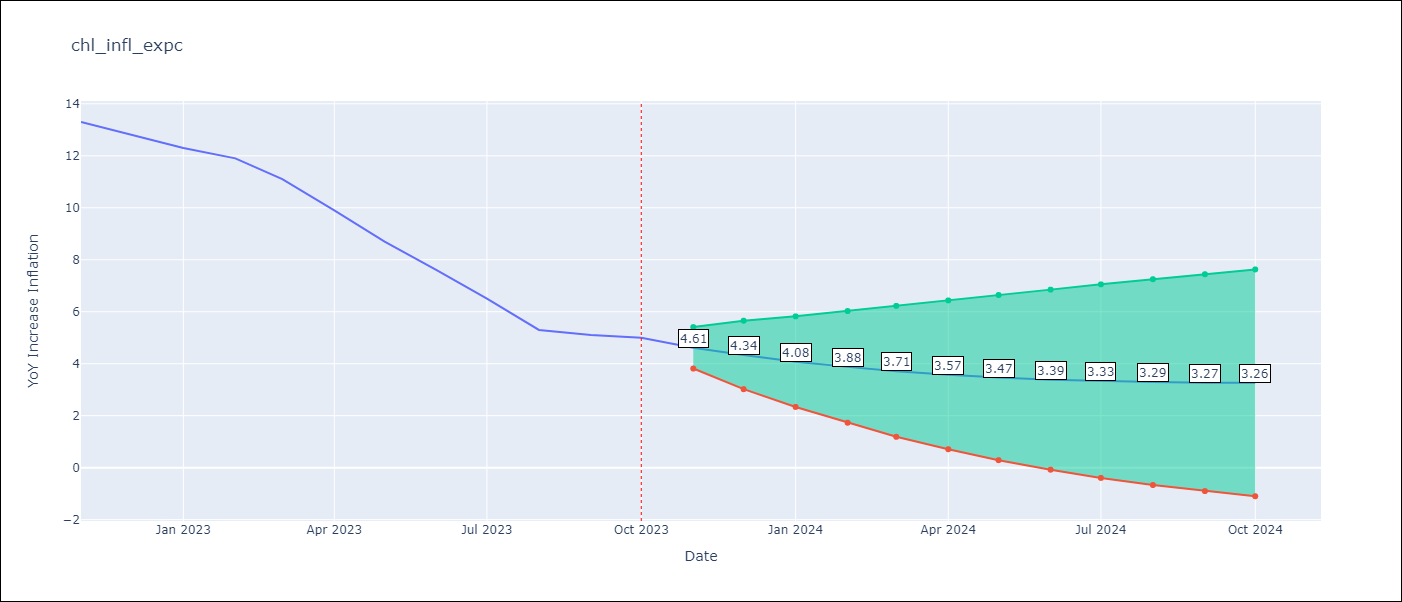 chl_infl_expc
YoY Increase Inflation
14
12
10
8
6
4
2
0
−2
4.61
4.34
4.08
3.88
3.71
3.57
3.47
3.39
3.33
3.29
3.27
3.26
Jan 2023
Apr 2023
Jul 2023
Oct 2023
Jan 2024
Apr 2024
Jul 2024
Oct 2024
Date